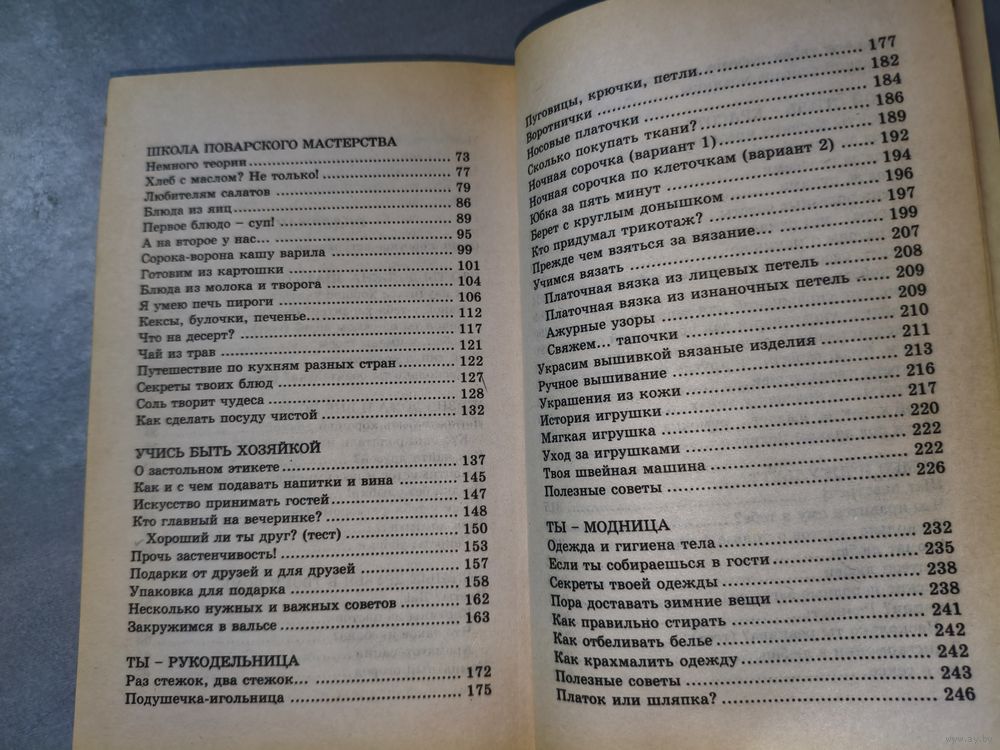 ШКОЛА ПОВАРСКОГО МАСТЕРСТВА
Немного теории ........ 73
Хлеб с маслом? Не только! ........ 77
Любителям салатов ........ 79
Блюда из яиц ........ 86
Первое блюдо – суп! ........ 89
А на второе у нас... ........ 95
Сорока-ворона кашу варила ........ 99
Готовим из картошки ........ 101
Блюда из молока и творога ........ 104
Я умею печь пироги ........ 106
Кексы, булочки, печенье... ........ 112
Что на десерт? ........ 117
Чай из трав ........ 121
Путешествие по кухням разных стран ........ 122
Секреты твоих блюд ........ 127
Соль творит чудеса ........ 128
Как сделать посуду чистой ........ 132
УЧИСЬ БЫТЬ ХОЗЯЙКОЙ
О застольном этикете ........ 137
Как и с чем подавать напитки и вина ........ 145
Искусство принимать гостей ........ 147
Кто главный на вечеринке? ........ 148
Хороший ли ты друг? (тест) ........ 150
Прочь застенчивость! ........ 153
Подарки от друзей и для друзей ........ 157
Упаковка для подарка ........ 158
Несколько нужных и важных советов ........ 162
Закружимся в вальсе ........ 163
ТЫ – РУКОДЕЛЬНИЦА
Раз стежок, два стежок... ........ 172
Подушечка-игольница ........ 175
Пуговицы, крючки, петли... ........ 177
Воротнички ........ 182
Носовые платочки ........ 184
Сколько покупать ткани? ........ 186
Ночная сорочка (вариант 1) ........ 189
Ночная сорочка по клеточкам (вариант 2) ........ 192
Юбка за пять минут ........ 194
Берет с круглым донышком ........ 196
Кто придумал трикотаж? ........ 197
Прежде чем взяться за вязание... ........ 199
Учимся вязать ........ 207
Платочная вязка из лицевых петель ........ 208
Платочная вязка из изнаночных петель ........ 209
Ажурные узоры ........ 209
Свяжем... тапочки ........ 210
Украсим вышивкой вязаные изделия ........ 211
Ручное вышивание ........ 213
Украшения из кожи ........ 216
История игрушки ........ 217
Мягкая игрушка ........ 220
Уход за игрушками ........ 222
Твоя швейная машина ........ 222
Полезные советы ........ 226
ТЫ – МОДНИЦА
Одежда и гигиена тела ........ 232
Если ты собираешься в гости ........ 235
Секреты твоей одежды ........ 238
Пора доставать зимние вещи ........ 238
Как правильно стирать ........ 241
Как отбеливать белье ........ 242
Как крахмалить одежду ........ 242
Полезные советы ........ 243
Платок или шляпка? ........ 246
www.ay.by